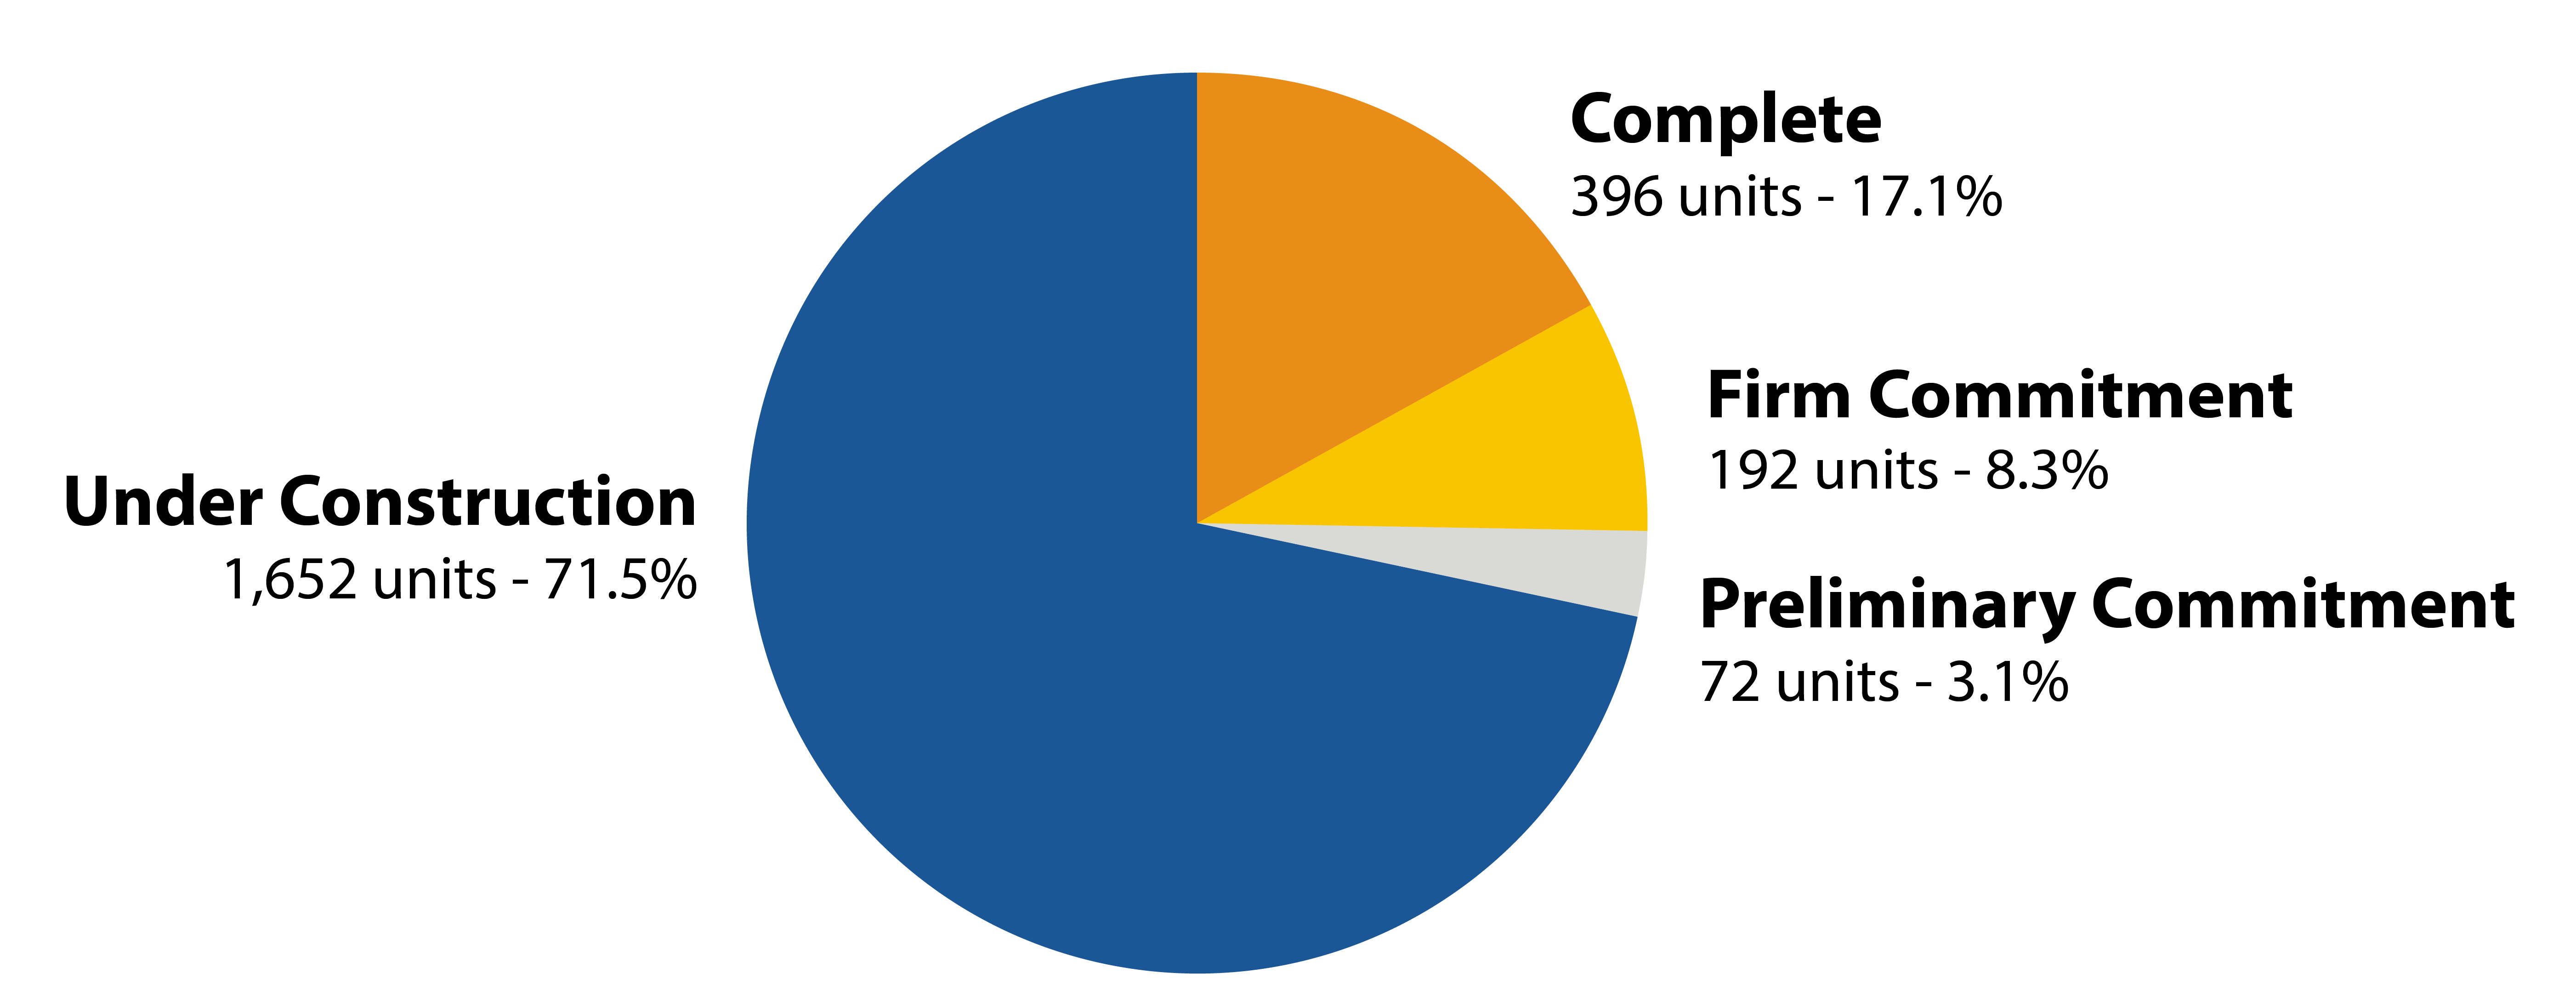 Complete
396 units - 17.1%
Firm Commitment
192 units - 8.3%
Under Construction
1,652 units - 71.5%
Preliminary Commitment
72 units - 3.1%